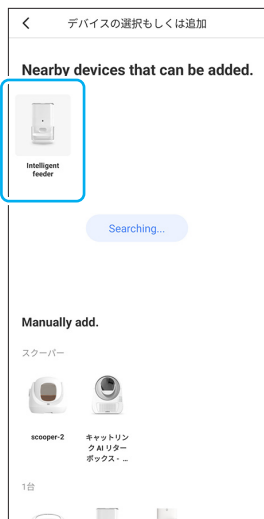 デバイスの選択もしくは追加
Nearby devices that can be added.
Intelligent
feeder
Searching...
Manually add.
スクーパー
scooper-2
キャットリン
ク AI リター
ボックス・...
1台